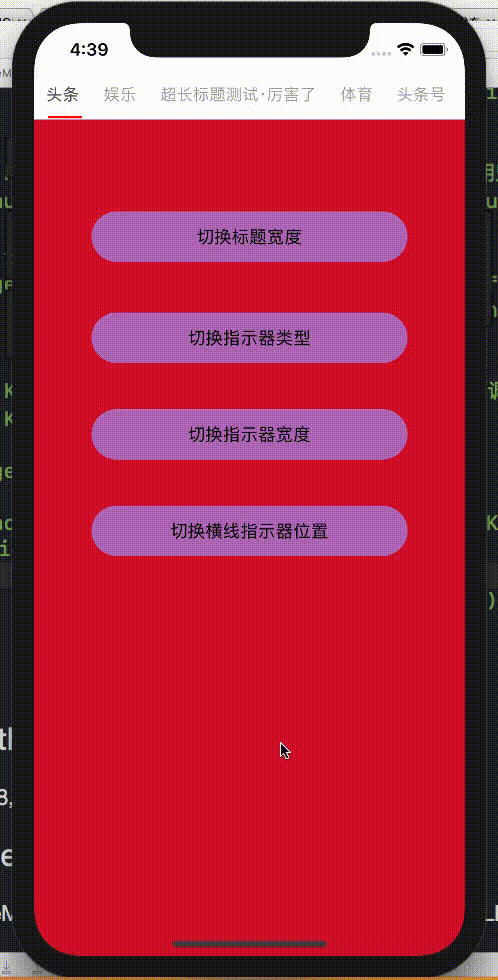 4:39
头条 娱乐 超长标题测试·厉害了 体育 头条号
切换标题宽度
切换指示器类型
切换指示器宽度
切换横线指示器位置